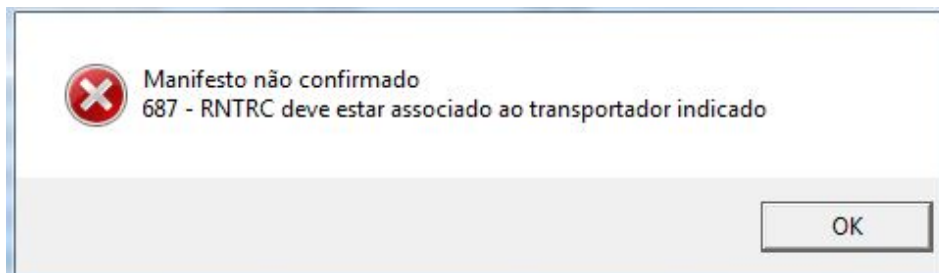 Manifesto não confirmado
687 - RNTRC deve estar associado ao transportador indicado
OK